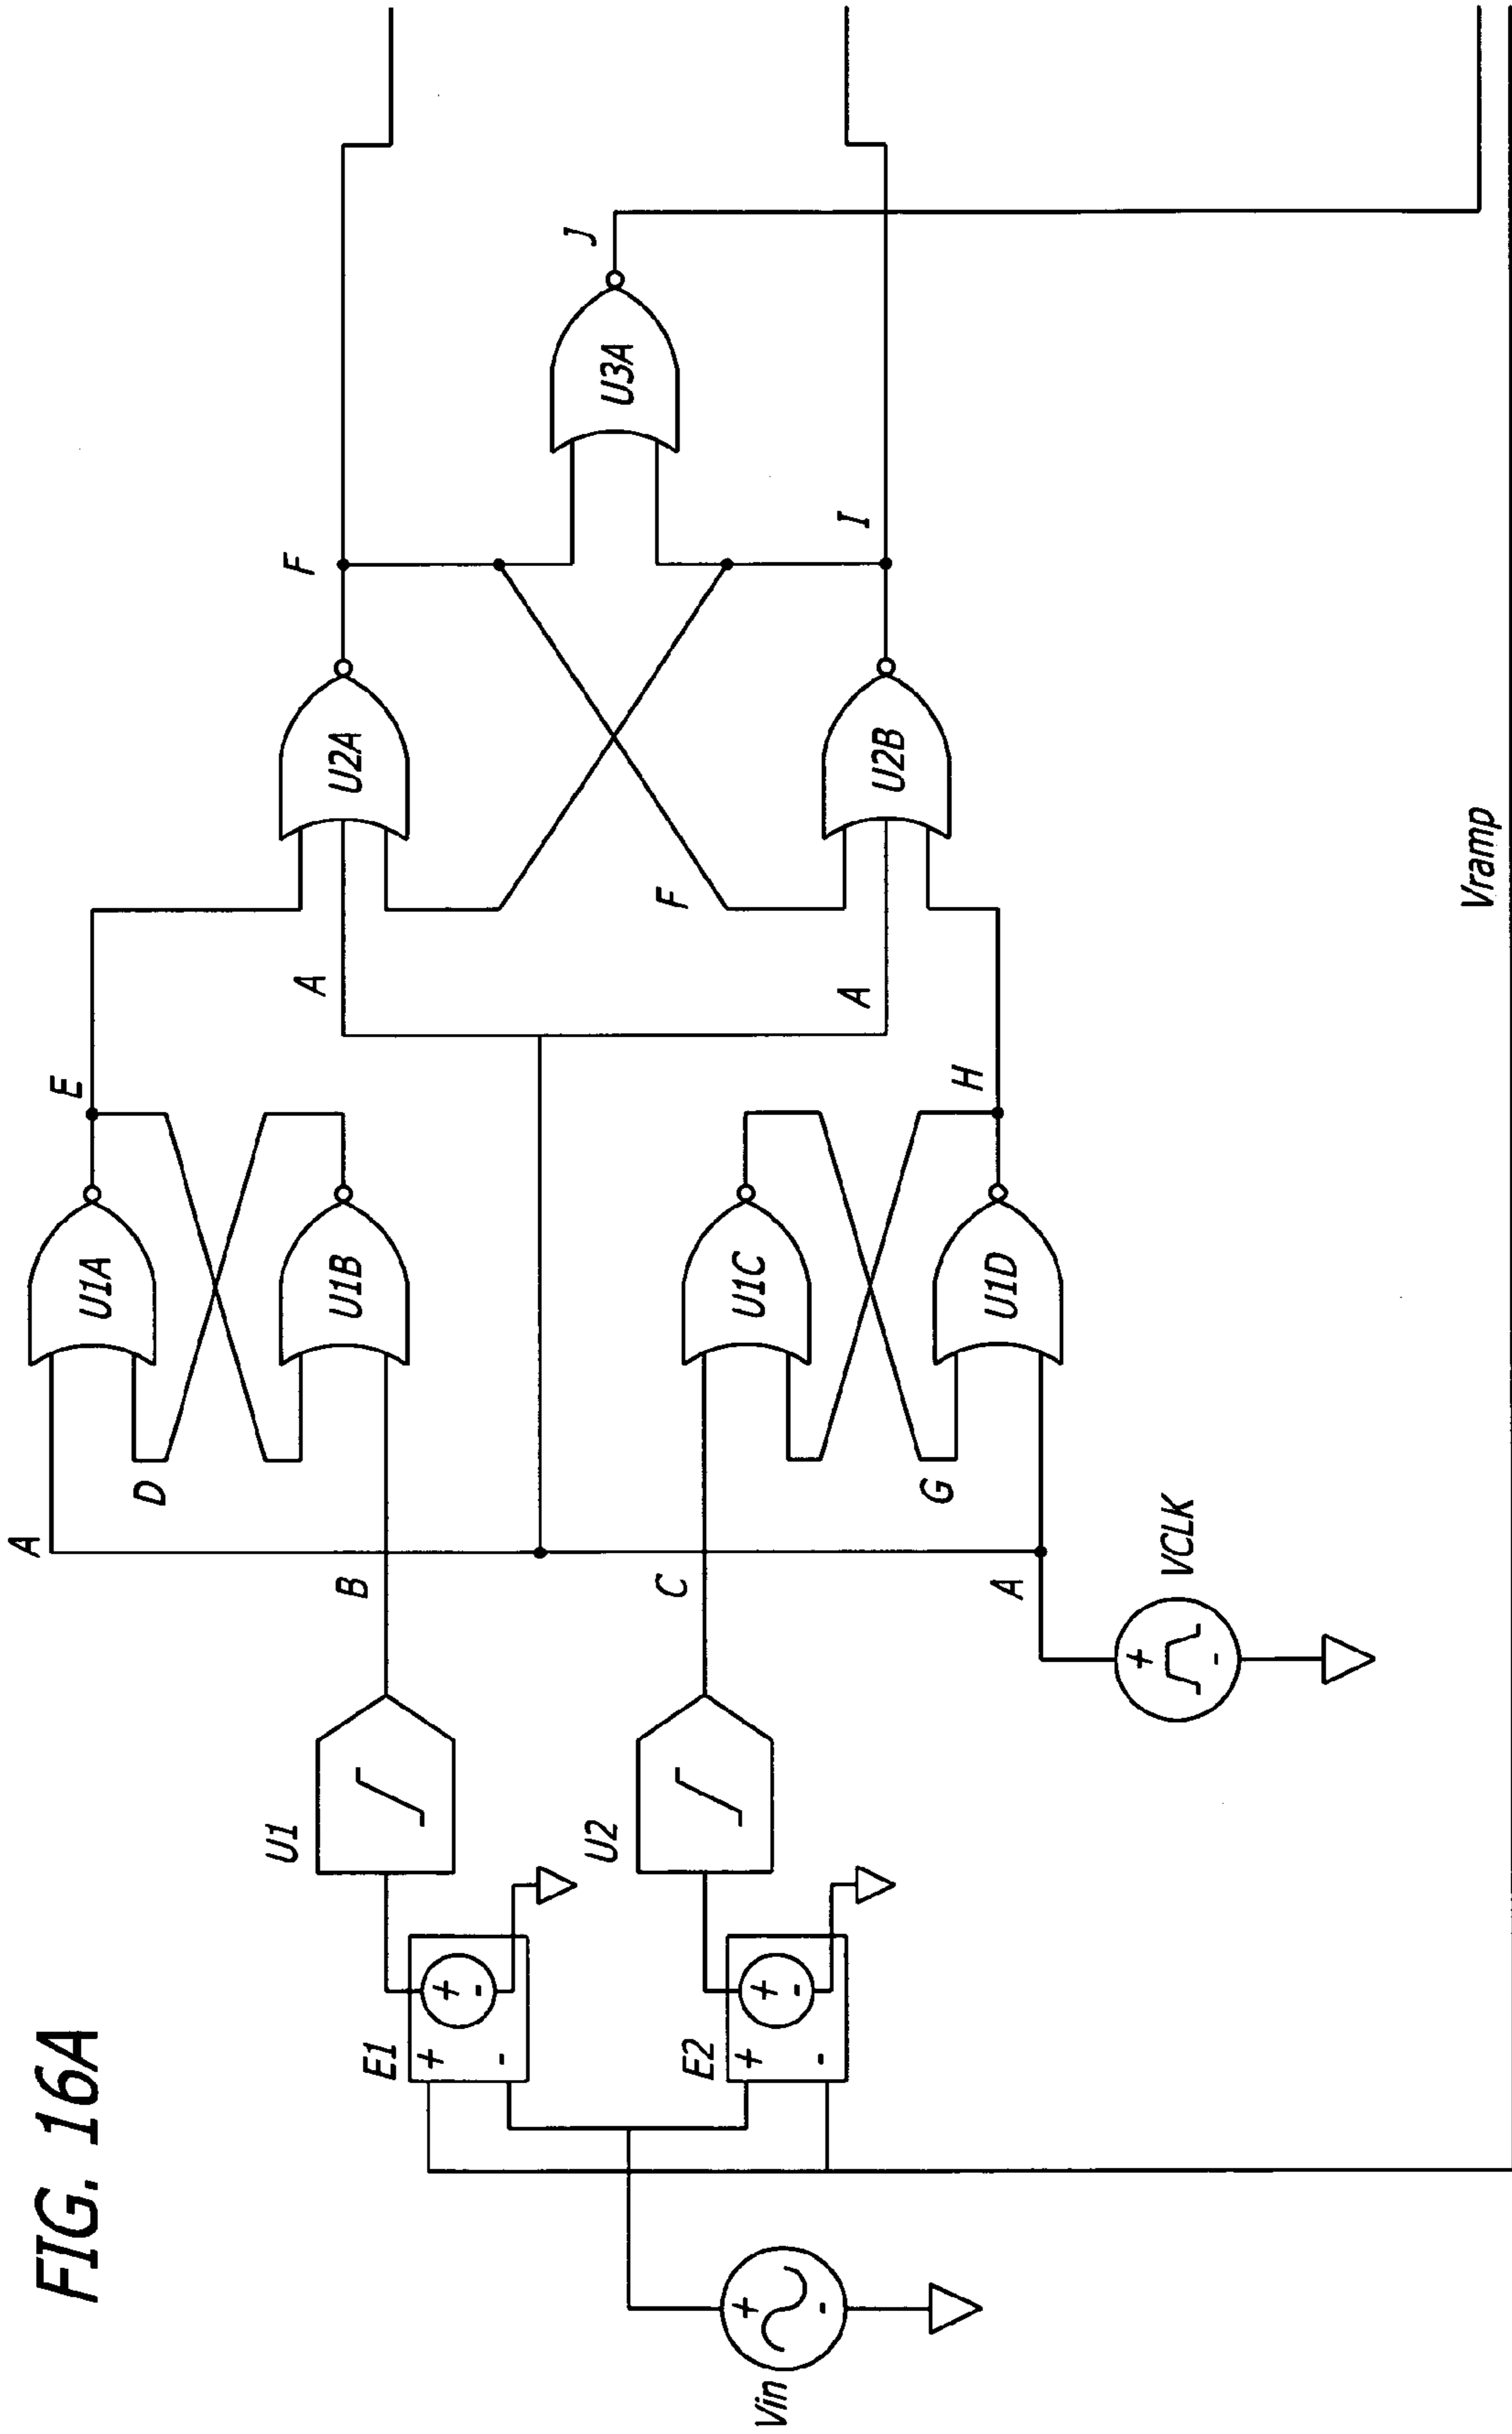 FIG. 16A
A
U1A
E
D
U1B
B
U1
E1
+
-
+
-
A
U2A
F
J
U3A
F
I
U2B
A
C
U2
E2
+
-
+
-
U1C
G
U1D
H
A
Vin
+
-
VCLK
+
-
Vramp